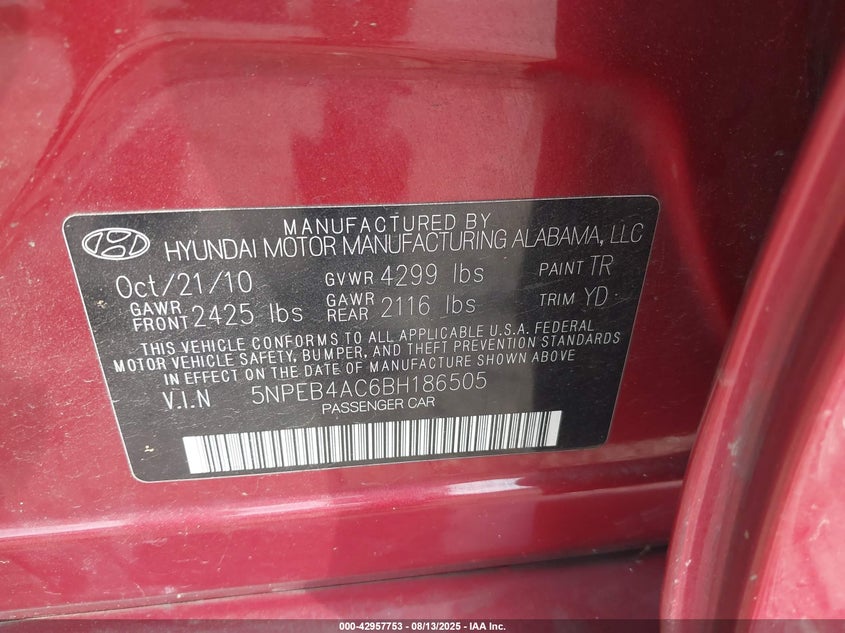 MANUFACTURED BY
HYUNDAI MOTOR MANUFACTURING ALABAMA, LLC
Oct/21/10 GVWR 4299 lbs PAINT TR
GAWR FRONT 2425 lbs GAWR REAR 2116 lbs TRIM YD
THIS VEHICLE CONFORMS TO ALL APPLICABLE U.S.A. FEDERAL
MOTOR VEHICLE SAFETY, BUMPER, AND THEFT PREVENTION STANDARDS
IN EFFECT ON THE DATE OF MANUFACTURE SHOWN ABOVE
V.I.N 5NPEB4AC6BH186505
PASSENGER CAR
000-42957753 - 08/13/2025 - IAA Inc.